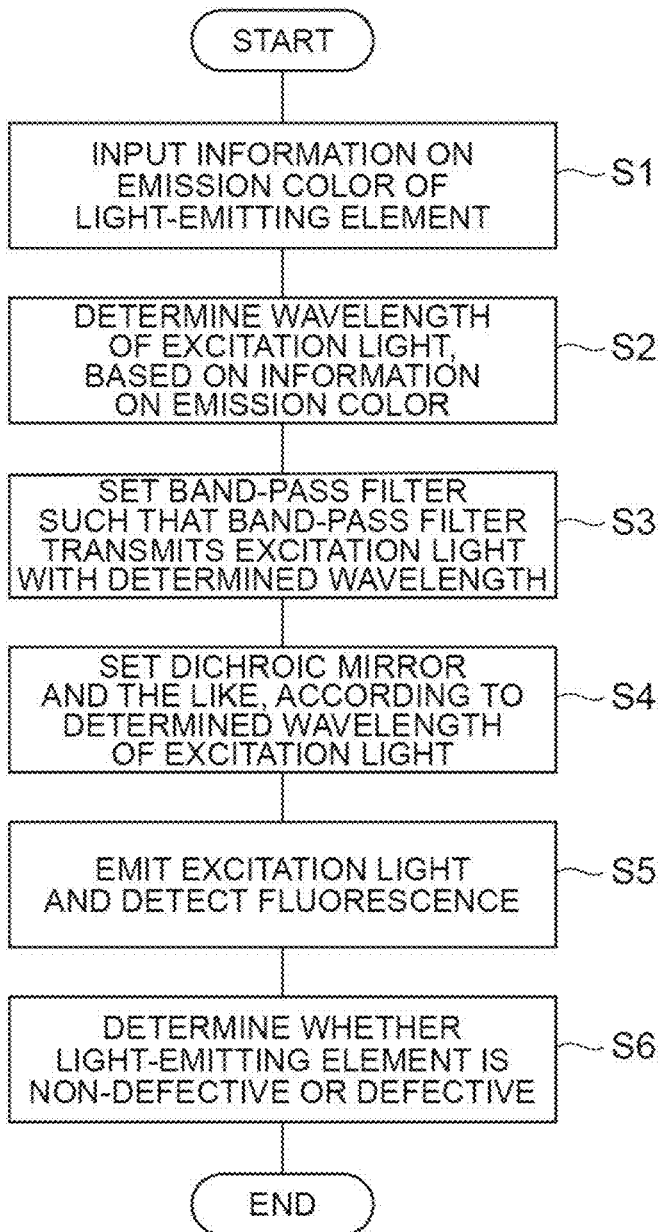 START
INPUT INFORMATION ON
EMISSION COLOR OF
LIGHT-EMITTING ELEMENT
S1
DETERMINE WAVELENGTH
OF EXCITATION LIGHT,
BASED ON INFORMATION
ON EMISSION COLOR
S2
SET BAND-PASS FILTER
SUCH THAT BAND-PASS FILTER
TRANSMITS EXCITATION LIGHT
WITH DETERMINED WAVELENGTH
S3
SET DICHROIC MIRROR
AND THE LIKE, ACCORDING TO
DETERMINED WAVELENGTH
OF EXCITATION LIGHT
S4
EMIT EXCITATION LIGHT
AND DETECT FLUORESCENCE
S5
DETERMINE WHETHER
LIGHT-EMITTING ELEMENT IS
NON-DEFECTIVE OR DEFECTIVE
S6
END